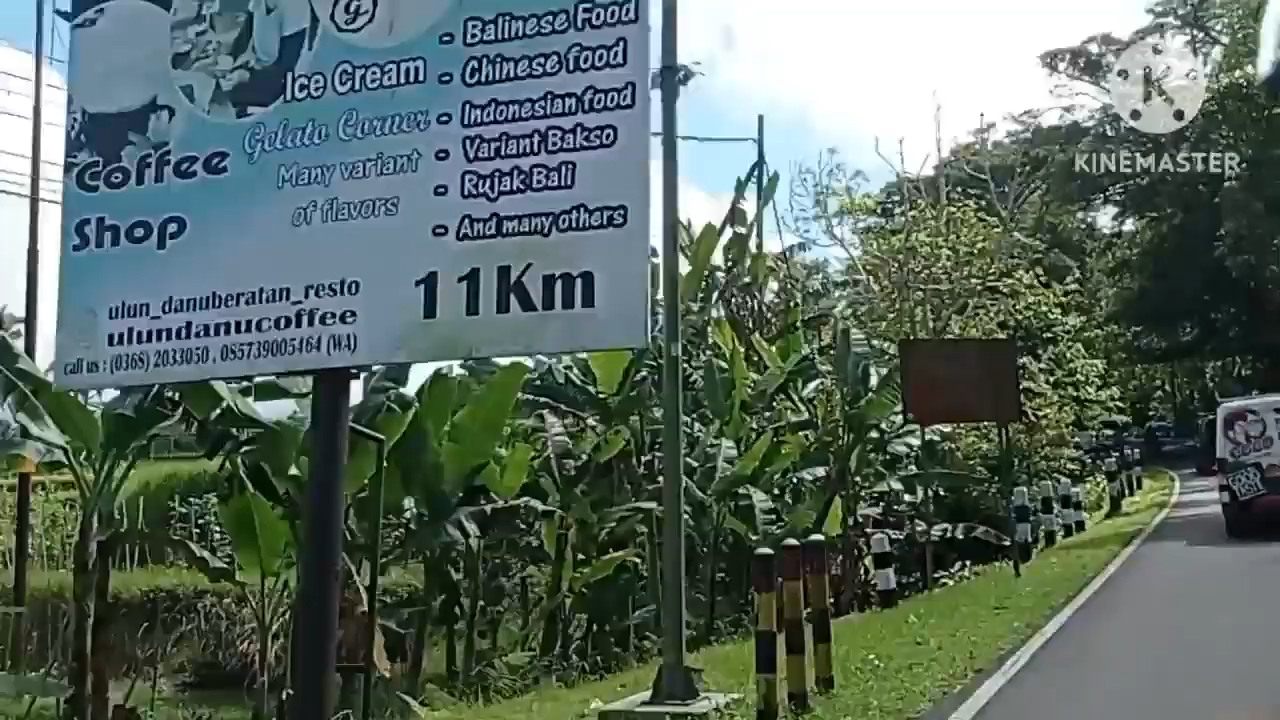 - Balinese Food
Ice Cream
- Chinese food
Gelato Corner
- Indonesian food
Many variant
of flavors
- Variant Bakso
- Rujak Bali
- And many others
Coffee
Shop
11Km
ulun_danuberatan_resto
ulundanucoffee
call us : (0368) 2033050 , 085739005464 (WA)
KINEMASTER